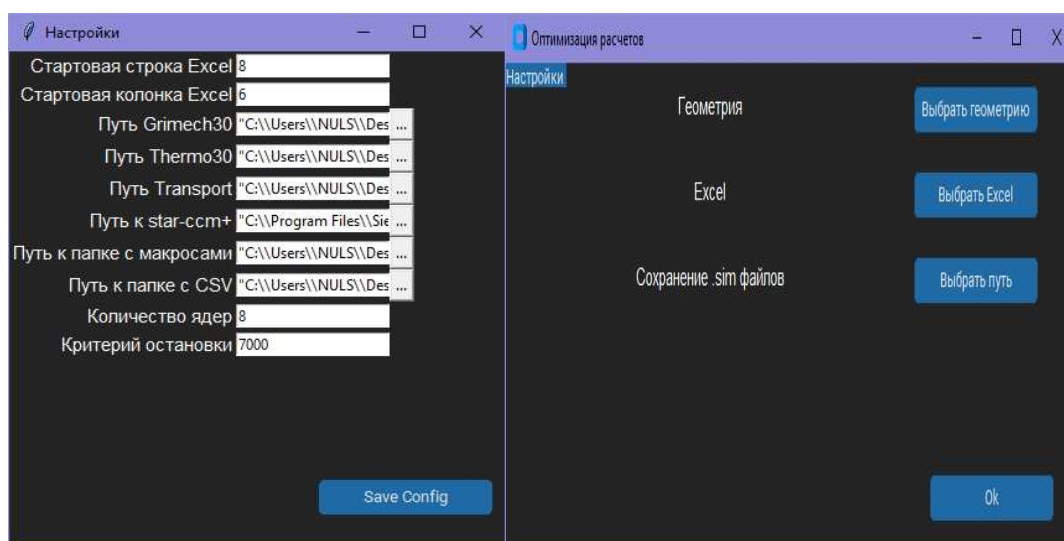 Настройки
Стартовая строка Excel 8
Стартовая колонка Excel 6
Путь Grimech30 "C:\\Users\\NULS\\Des ...
Путь Thermo30 "C:\\Users\\NULS\\Des ...
Путь Transport "C:\\Users\\NULS\\Des ...
Путь к star-ccm+ "C:\\Program Files\\Sie ...
Путь к папке с макросами "C:\\Users\\NULS\\Des ...
Путь к папке с CSV "C:\\Users\\NULS\\Des ...
Количество ядер 8
Критерий остановки 7000
Save Config
Оптимизация расчетов
Настройки
Геометрия Выбрать геометрию
Excel Выбрать Excel
Сохранение .sim файлов Выбрать путь
Ok